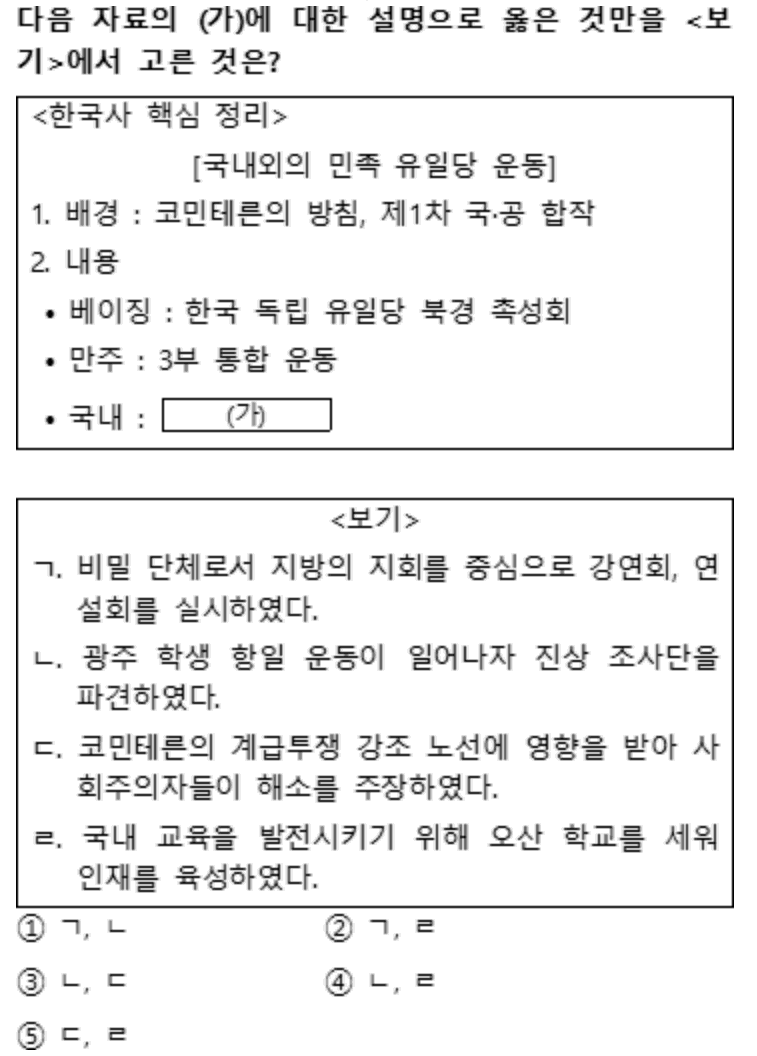 다음 자료의 (가)에 대한 설명으로 옳은 것만을 <보
기>에서 고른 것은?
<한국사 핵심 정리>
[국내외의 민족 유일당 운동]
1. 배경 : 코민테른의 방침, 제1차 국·공 합작
2. 내용
• 베이징 : 한국 독립 유일당 북경 촉성회
• 만주 : 3부 통합 운동
• 국내 : (가)
<보기>
ㄱ. 비밀 단체로서 지방의 지회를 중심으로 강연회, 연
설회를 실시하였다.
ㄴ. 광주 학생 항일 운동이 일어나자 진상 조사단을
파견하였다.
ㄷ. 코민테른의 계급투쟁 강조 노선에 영향을 받아 사
회주의자들이 해소를 주장하였다.
ㄹ. 국내 교육을 발전시키기 위해 오산 학교를 세워
인재를 육성하였다.
① ㄱ, ㄴ ② ㄱ, ㄹ
③ ㄴ, ㄷ ④ ㄴ, ㄹ
⑤ ㄷ, ㄹ